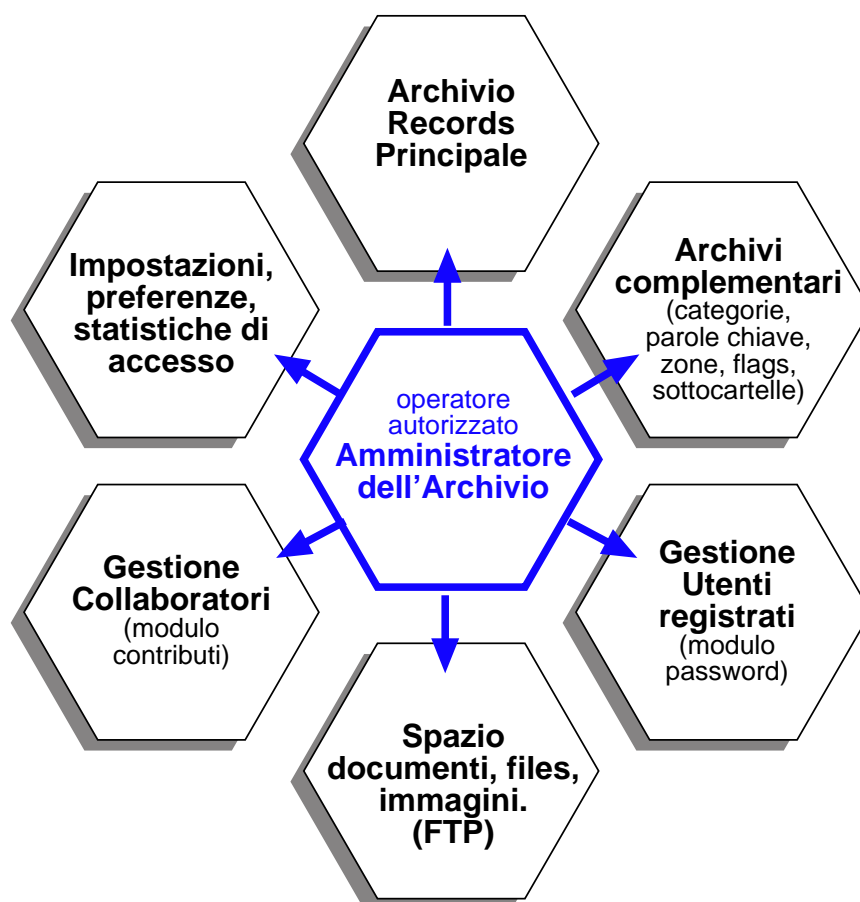 Archivio
Records
Principale
Impostazioni,
preferenze,
statistiche di
accesso
Archivi
complementari
(categorie,
parole chiave,
zone, flags,
sottocartelle)
operatore
autorizzato
Amministratore
dell’Archivio
Gestione
Collaboratori
(modulo
contributi)
Gestione
Utenti
registrati
(modulo
password)
Spazio
documenti, files,
immagini.
(FTP)